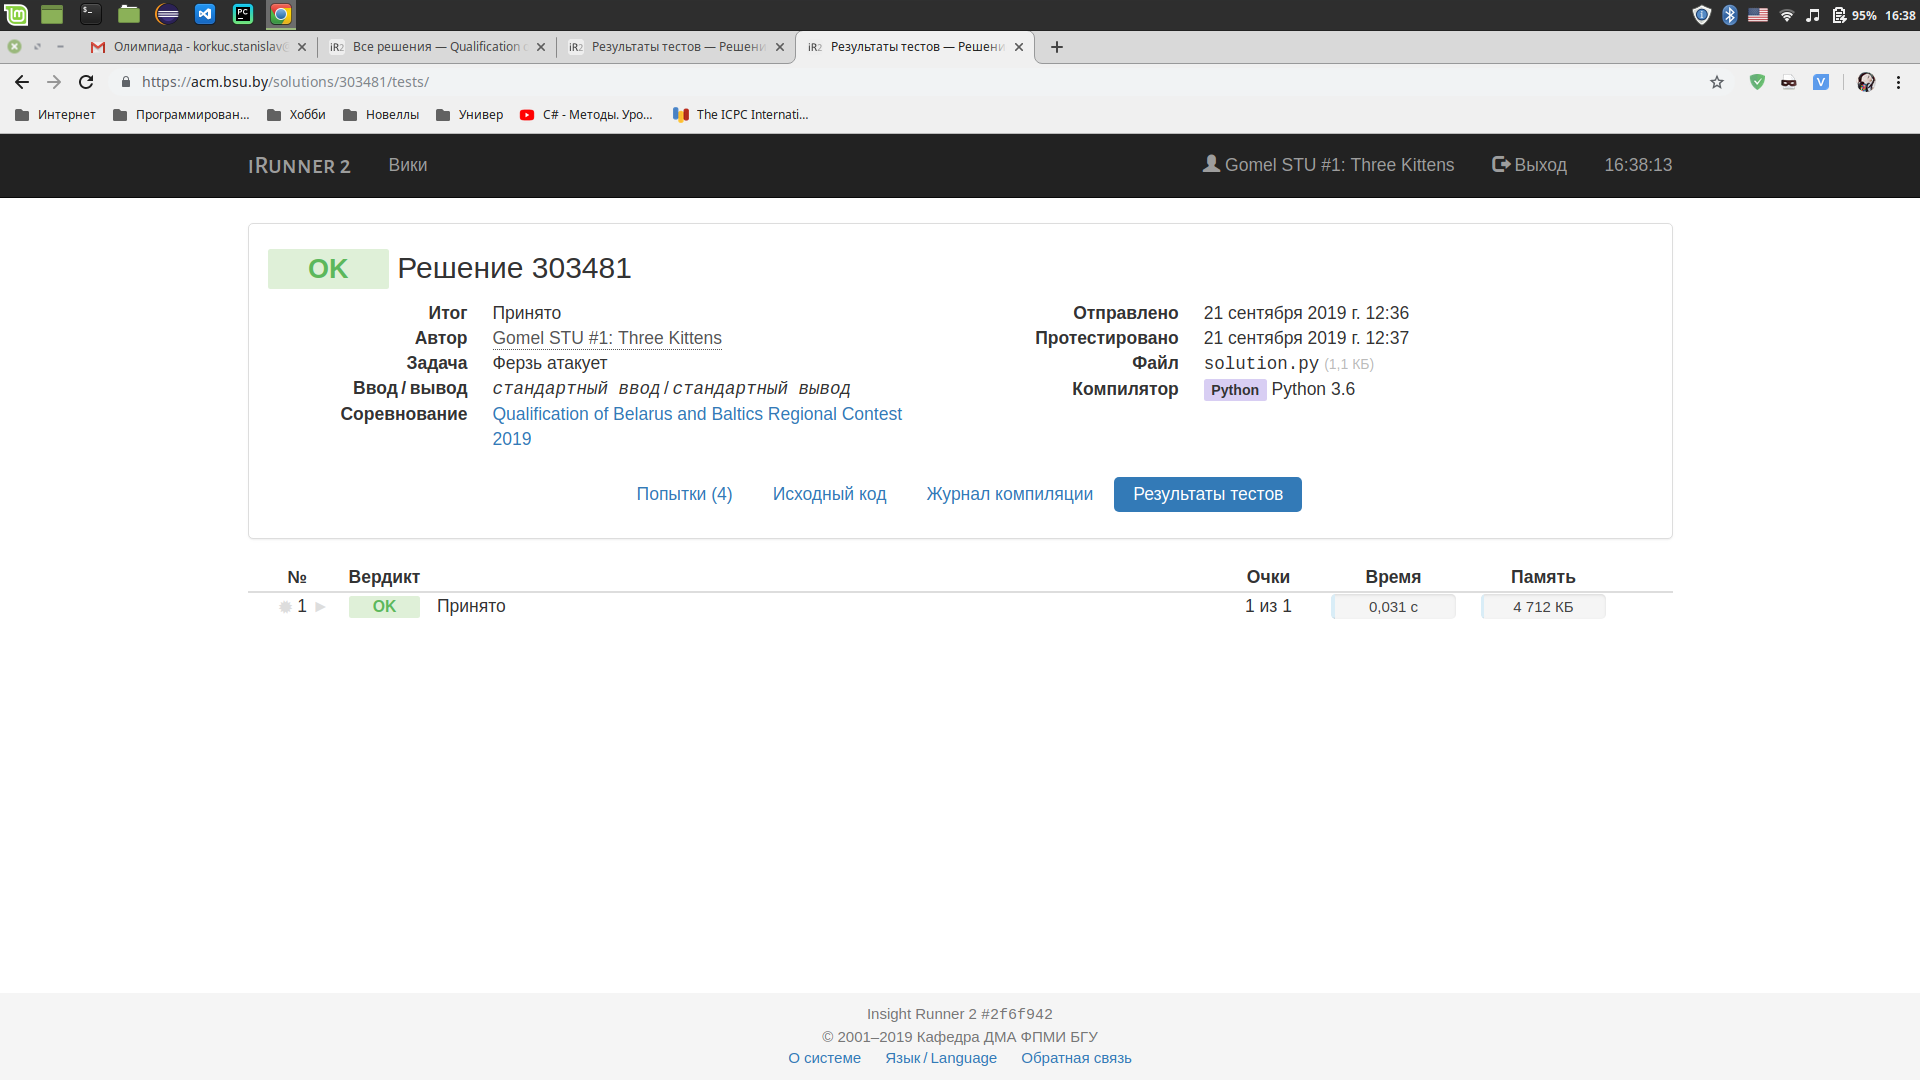 95% 16:38
Олимпиада - korkuc.stanislav@
Все решения — Qualification
Результаты тестов — Решени
Результаты тестов — Решени
https://acm.bsu.by/solutions/303481/tests/
Интернет Программирован... Хобби Новеллы Универ C# - Методы. Уро... The ICPC Internati...
iRunner 2 Вики Gomel STU #1: Three Kittens Выход 16:38:13
OK Решение 303481
Итог Принято
Автор Gomel STU #1: Three Kittens
Задача Ферзь атакует
Ввод / вывод стандартный ввод / стандартный вывод
Соревнование Qualification of Belarus and Baltics Regional Contest
2019
Отправлено 21 сентября 2019 г. 12:36
Протестировано 21 сентября 2019 г. 12:37
Файл solution.py (1,1 КБ)
Компилятор Python Python 3.6
Попытки (4) Исходный код Журнал компиляции Результаты тестов
№ Вердикт Очки Время Память
1 OK Принято 1 из 1 0,031 с 4 712 КБ
Insight Runner 2 #2f6f942
© 2001–2019 Кафедра ДМА ФПМИ БГУ
О системе Язык / Language Обратная связь